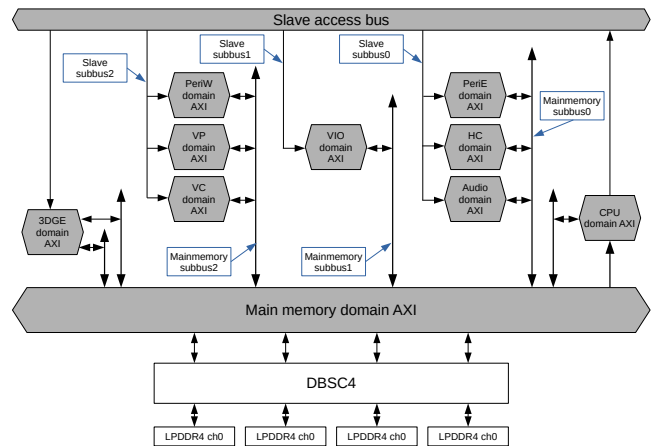 Slave access bus
Slave
subbus2
Slave
subbus1
Slave
subbus0
PeriW
domain
AXI
PeriE
domain
AXI
Mainmemory
subbus0
VP
domain
AXI
VIO
domain
AXI
HC
domain
AXI
VC
domain
AXI
Audio
domain
AXI
3DGE
domain
AXI
CPU
domain AXI
Mainmemory
subbus2
Mainmemory
subbus1
Main memory domain AXI
DBSC4
LPDDR4 ch0
LPDDR4 ch0
LPDDR4 ch0
LPDDR4 ch0